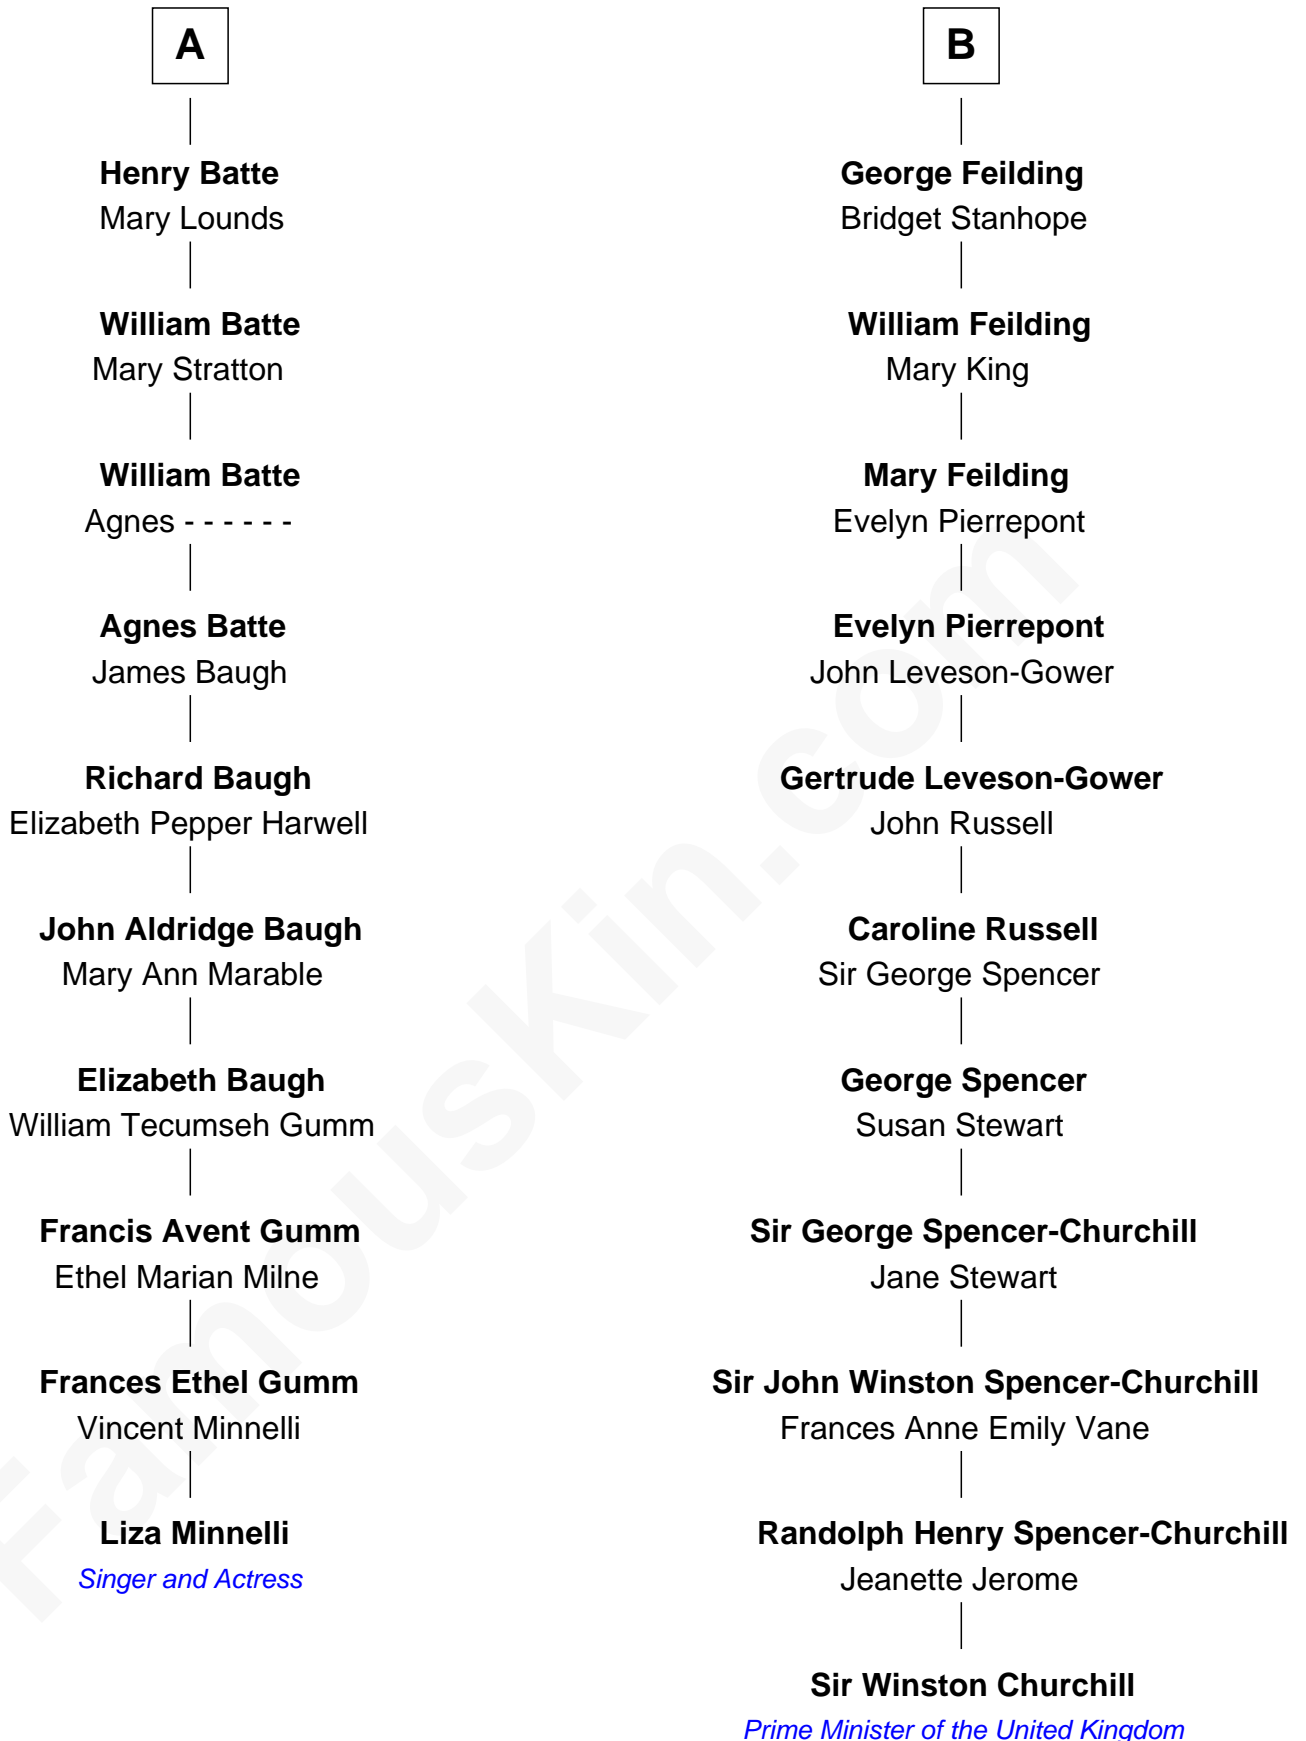 A
Henry Batte
Mary Lounds
William Batte
Mary Stratton
William Batte
Agnes - - - - - -
Agnes Batte
James Baugh
Richard Baugh
Elizabeth Pepper Harwell
John Aldridge Baugh
Mary Ann Marable
Elizabeth Baugh
William Tecumseh Gumm
Francis Avent Gumm
Ethel Marian Milne
Frances Ethel Gumm
Vincent Minnelli
Liza Minnelli
Singer and Actress
B
George Feilding
Bridget Stanhope
William Feilding
Mary King
Mary Feilding
Evelyn Pierrepont
Evelyn Pierrepont
John Leveson-Gower
Gertrude Leveson-Gower
John Russell
Caroline Russell
Sir George Spencer
George Spencer
Susan Stewart
Sir George Spencer-Churchill
Jane Stewart
Sir John Winston Spencer-Churchill
Frances Anne Emily Vane
Randolph Henry Spencer-Churchill
Jeanette Jerome
Sir Winston Churchill
Prime Minister of the United Kingdom
FamousKin.com